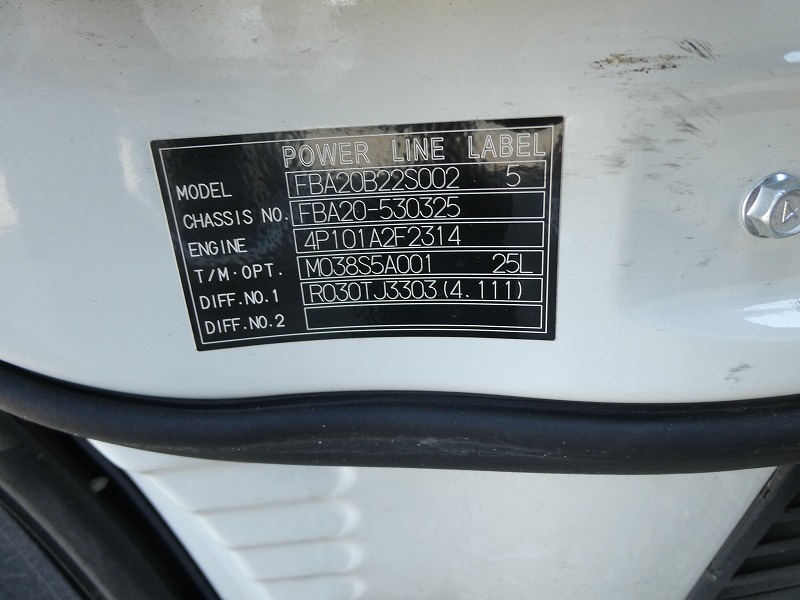 POWER LINE LABEL
MODEL FBA20B22S002 5
CHASSIS NO. FBA20-530325
ENGINE 4P101A2F2314
T/M·OPT. M038S5A001 25L
DIFF.NO.1 R030TJ3303(4.111)
DIFF.NO.2